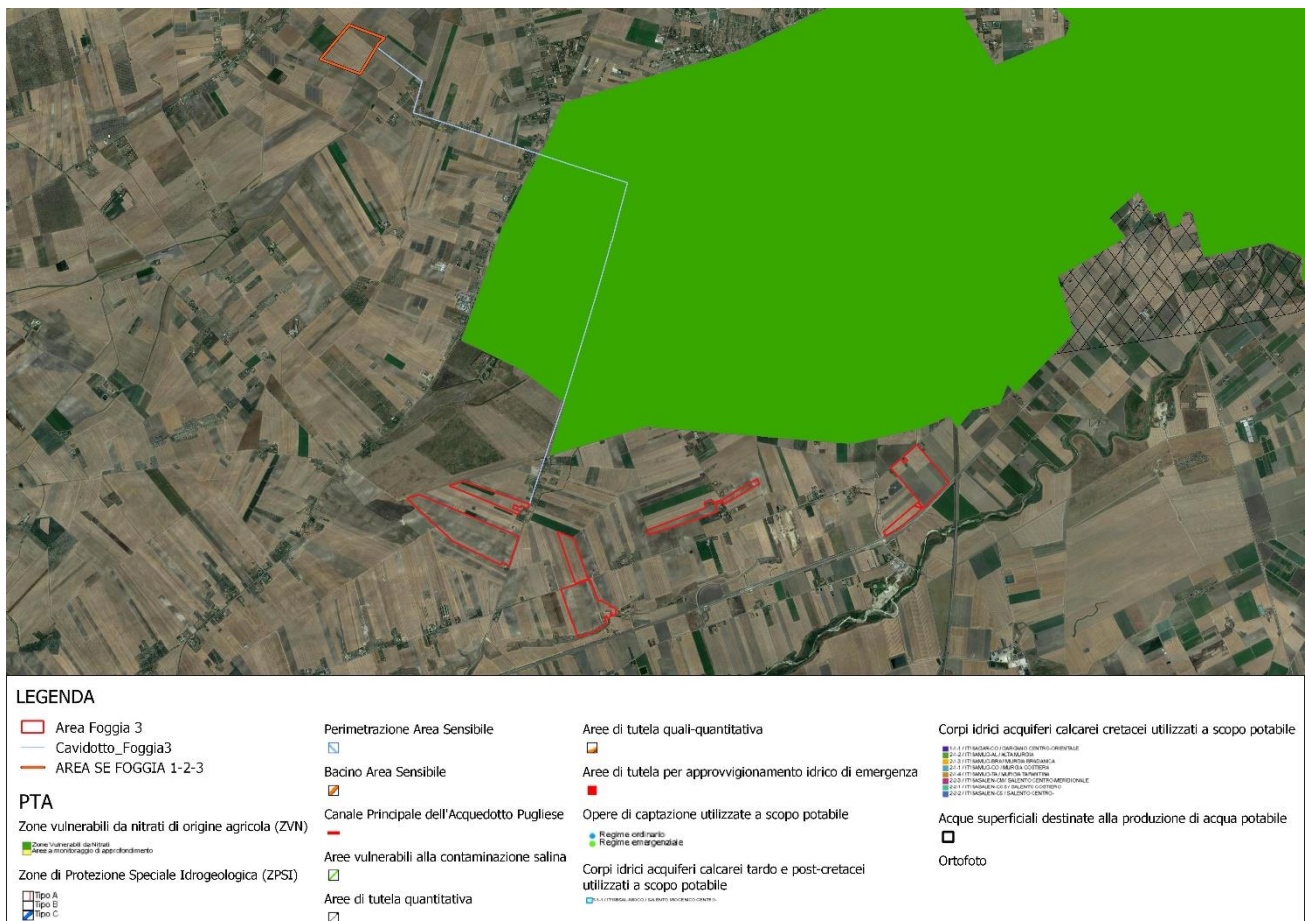 LEGENDA
Area Foggia 3
Cavidotto_Foggia3
AREA SE FOGGIA 1-2-3
PTA
Zone vulnerabili da nitrati di origine agricola (ZVN)
Zone Vulnerabili da Nitrati
Aree a monitoraggio di approfondimento
Zone di Protezione Speciale Idrogeologica (ZPSI)
Tipo A
Tipo B
Tipo C
Perimetrazione Area Sensibile
Bacino Area Sensibile
Canale Principale dell'Acquedotto Pugliese
Aree vulnerabili alla contaminazione salina
Aree di tutela quantitativa
Aree di tutela quali-quantitativa
Aree di tutela per approvvigionamento idrico di emergenza
Opere di captazione utilizzate a scopo potabile
Regime ordinario
Regime emergenziale
Corpi idrici acquiferi calcarei tardo e post-cretacei
utilizzati a scopo potabile
Corpi idrici acquiferi calcarei cretacei utilizzati a scopo potabile
Acque superficiali destinate alla produzione di acqua potabile
Ortofoto